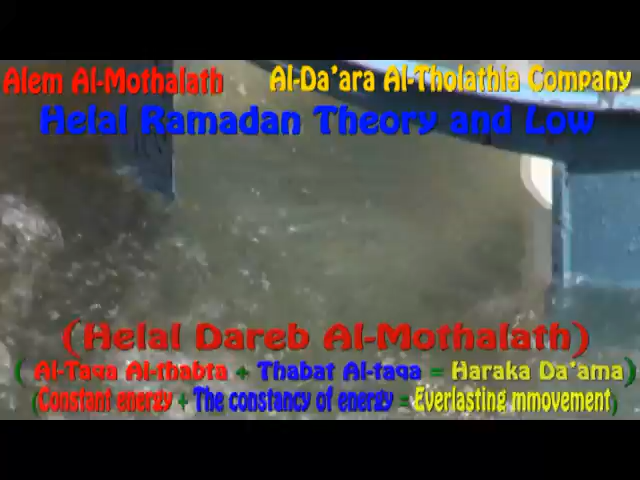 Alem Al-Mothalath Al-Da'ara Al-Tholathia Company
Helal Ramadan Theory and Low
(Helal Dareb Al-Mothalath)
( Al-Taqa Al-thabta + Thabat Al-taqa = Haraka Da'ama)
(Constant energy + The constancy of energy = Everlasting mmovement)